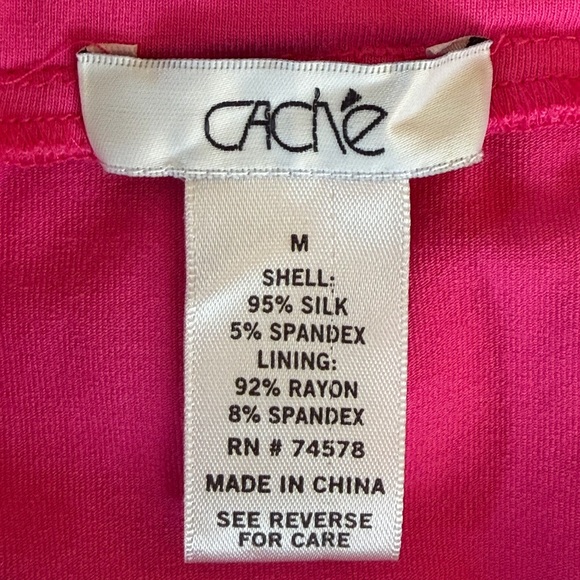 CACHÉ
M
SHELL:
95% SILK
5% SPANDEX
LINING:
92% RAYON
8% SPANDEX
RN # 74578
MADE IN CHINA
SEE REVERSE
FOR CARE